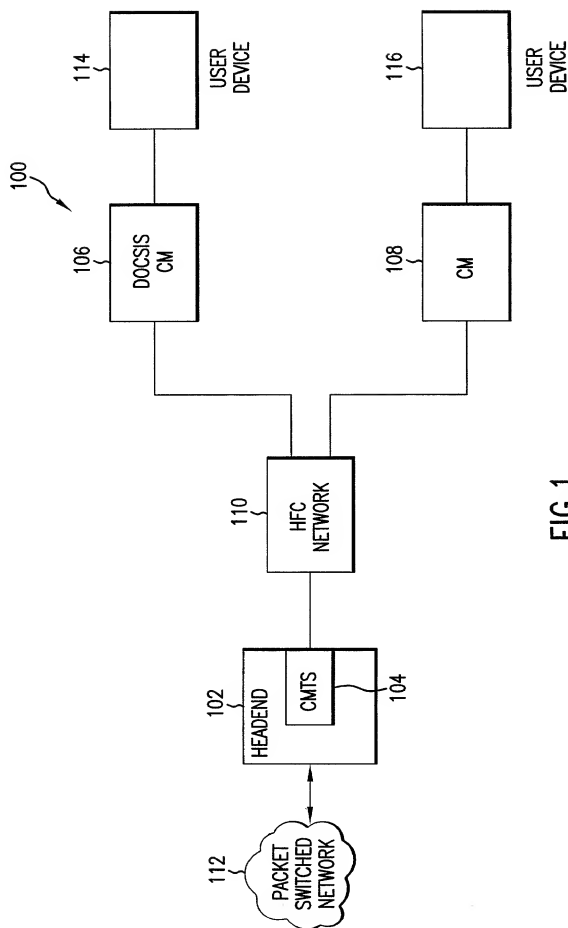 100
112
PACKET
SWITCHED
NETWORK
102
HEADEND
CMTS
104
110
HFC
NETWORK
106
DOCSIS
CM
114
USER
DEVICE
108
CM
116
USER
DEVICE
FIG.1